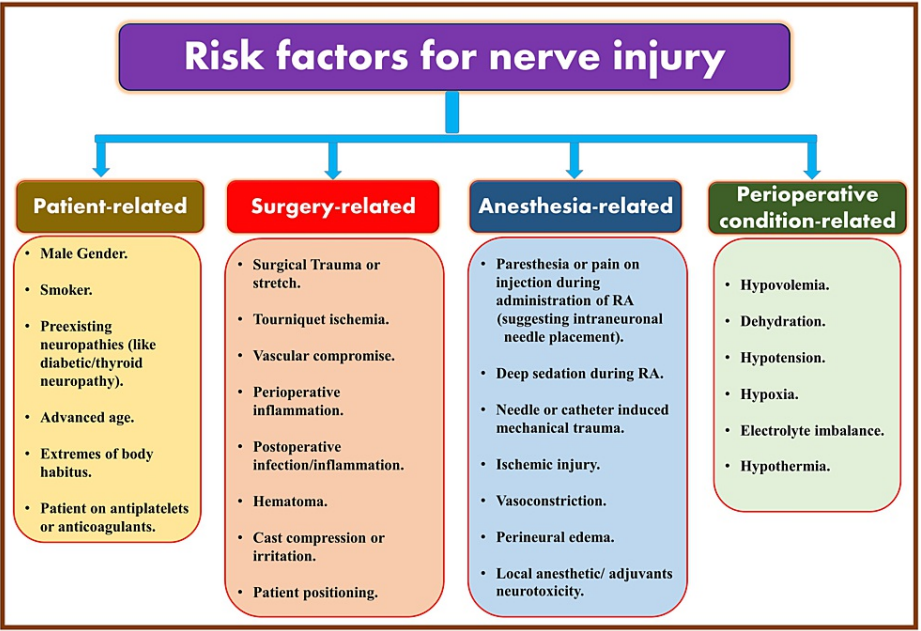 Risk factors for nerve injury
Patient-related
• Male Gender.
• Smoker.
• Preexisting
neuropathies (like
diabetic/thyroid
neuropathy).
• Advanced age.
• Extremes of body
habitus.
• Patient on antiplatelets
or anticoagulants.
Surgery-related
• Surgical Trauma or
stretch.
• Tourniquet ischemia.
• Vascular compromise.
• Perioperative
inflammation.
• Postoperative
infection/inflammation.
• Hematoma.
• Cast compression or
irritation.
• Patient positioning.
Anesthesia-related
• Paresthesia or pain on
injection during
administration of RA
(suggesting intraneuronal
needle placement).
• Deep sedation during RA.
• Needle or catheter induced
mechanical trauma.
• Ischemic injury.
• Vasoconstriction.
• Perineural edema.
• Local anesthetic/ adjuvants
neurotoxicity.
Perioperative
condition-related
• Hypovolemia.
• Dehydration.
• Hypotension.
• Hypoxia.
• Electrolyte imbalance.
• Hypothermia.